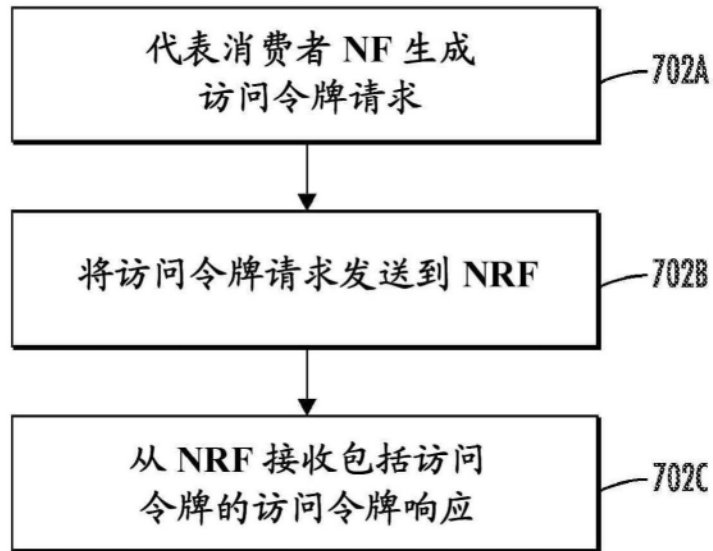 代表消费者 NF 生成
访问令牌请求
702A
将访问令牌请求发送到 NRF
702B
从 NRF 接收包括访问
令牌的访问令牌响应
702C